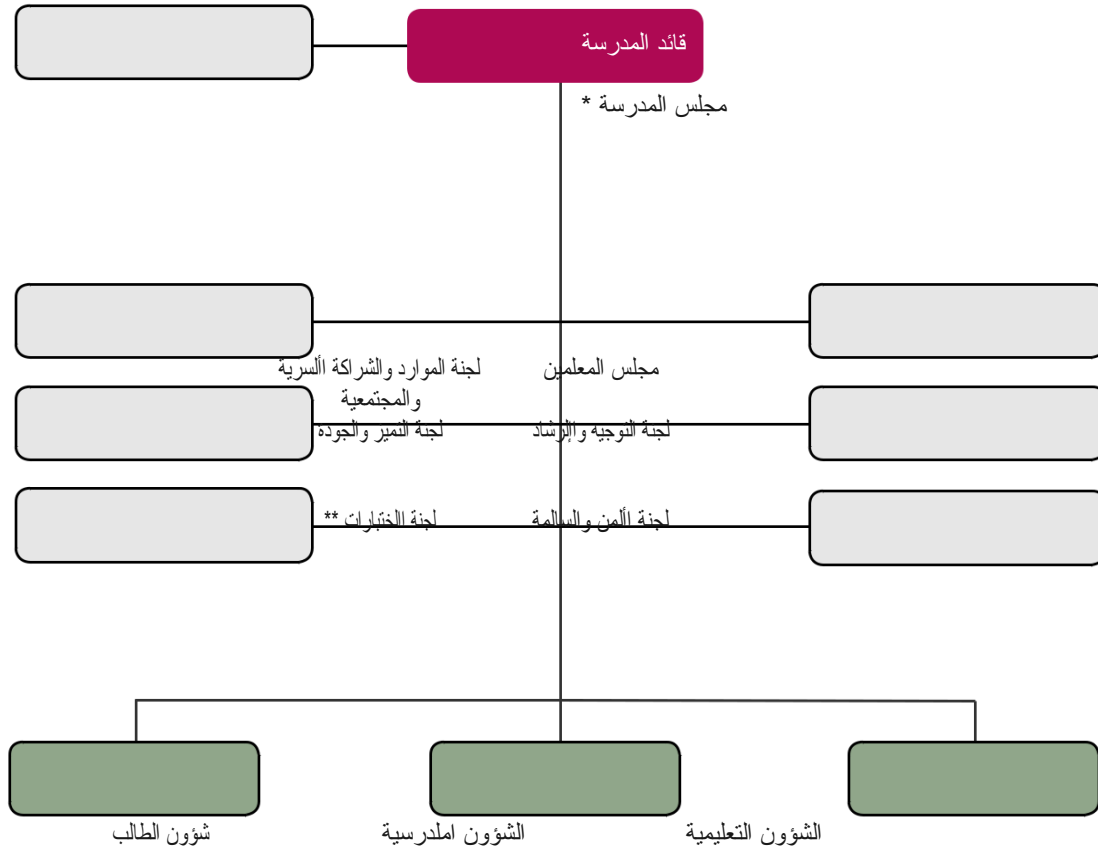 قائد المدرسة
مجلس المدرسة *
مجلس المعلمين
لجنة الموارد والشراكة األسرية
والمجتمعية
لجنة التوجيه واإلرشاد
لجنة التميز والجودة
لجنة األمن والسالمة
لجنة االختبارات **
الشؤون التعليمية
الشؤون املدرسية
شؤون الطالب